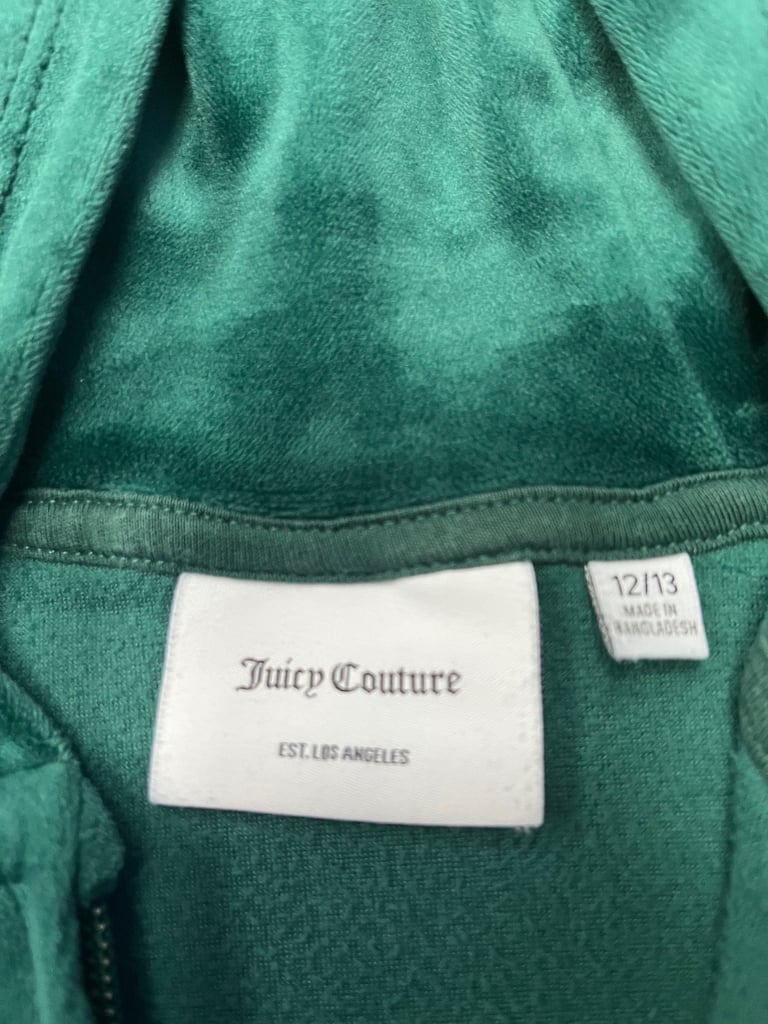 Juicy Couture
EST. LOS ANGELES
12/13
MADE IN
BANGLADESH